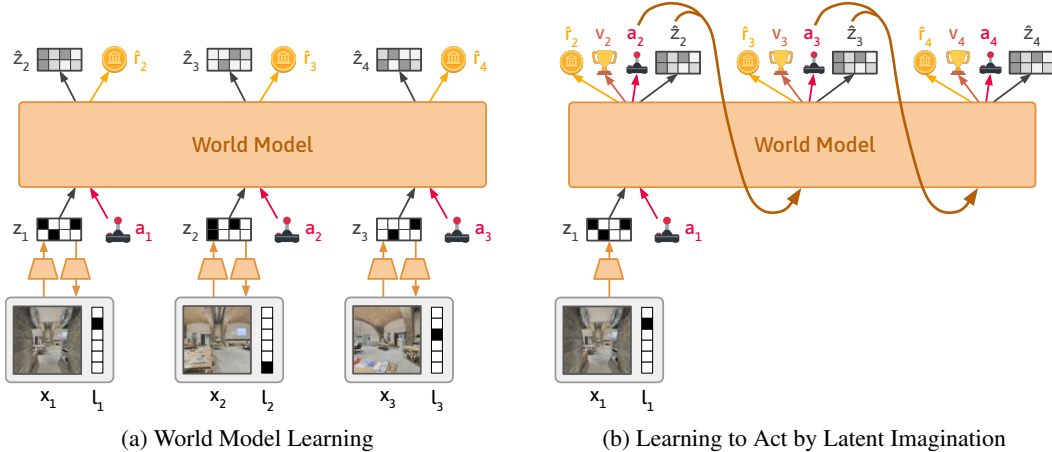 ẑ₂ r̂₂ ẑ₃ r̂₃ ẑ₄ r̂₄
World Model
z₁ a₁ z₂ a₂ z₃ a₃
x₁ l₁ x₂ l₂ x₃ l₃
(a) World Model Learning
r̂₂ v₂ a₂ ẑ₂ r̂₃ v₃ a₃ ẑ₃ r̂₄ v₄ a₄ ẑ₄
World Model
z₁ a₁
x₁ l₁
(b) Learning to Act by Latent Imagination